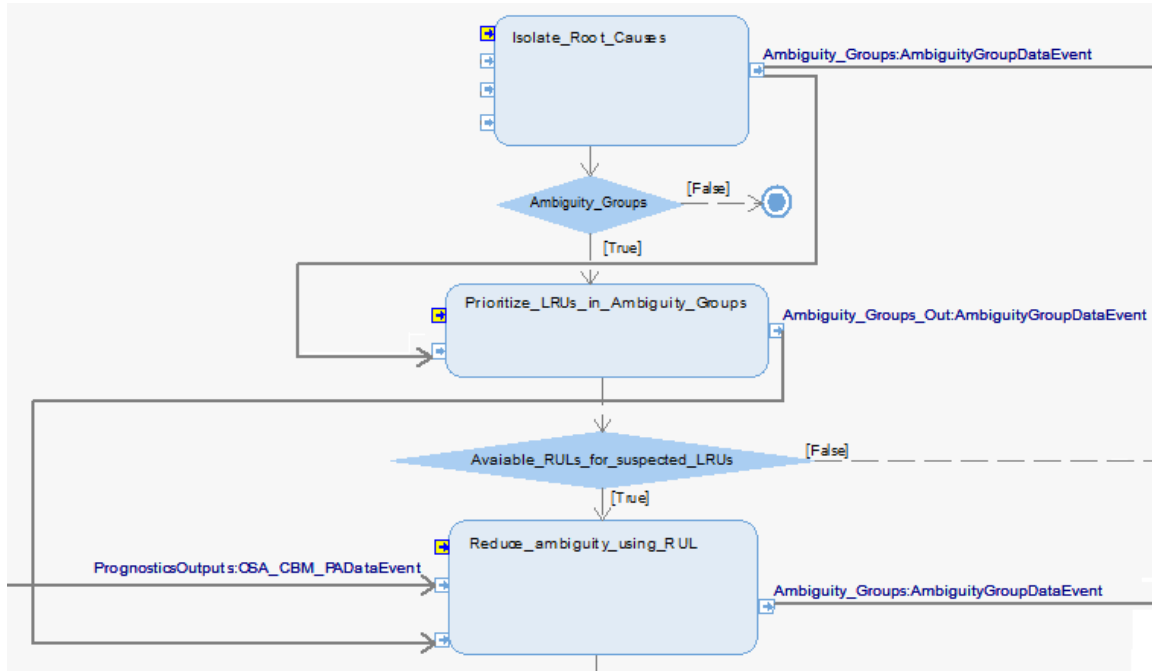 Isolate_Root_Causes
Ambiguity_Groups:AmbiguityGroupDataEvent
Ambiguity_Groups
[False]
[True]
Prioritize_LRUs_in_Ambiguity_Groups
Ambiguity_Groups_Out:AmbiguityGroupDataEvent
Avaiable_RULs_for_suspected_LRUs
[False]
[True]
Reduce_ambiguity_using_RUL
PrognosticsOutputs:OSA_CBM_PADataEvent
Ambiguity_Groups:AmbiguityGroupDataEvent